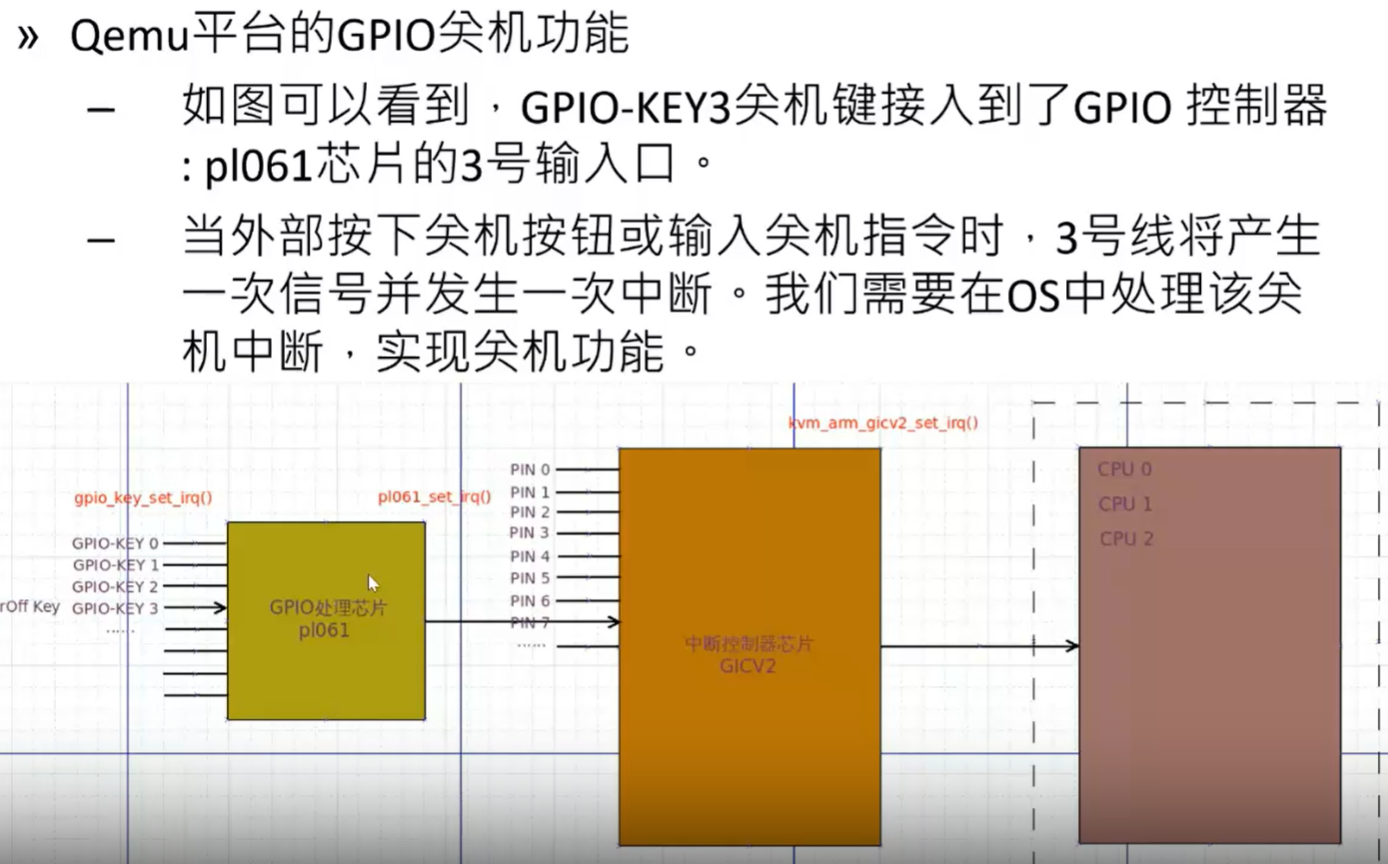 » Qemu平台的GPIO关机功能
– 如图可以看到，GPIO-KEY3关机键接入到了GPIO 控制器
: pl061芯片的3号输入口。
– 当外部按下关机按钮或输入关机指令时，3号线将产生
一次信号并发生一次中断。我们需要在OS中处理该关
机中断，实现关机功能。
kvm_arm_gicv2_set_irq()
gpio_key_set_irq()
pl061_set_irq()
GPIO-KEY 0
GPIO-KEY 1
GPIO-KEY 2
rOff Key GPIO-KEY 3
......
GPIO处理芯片
pl061
PIN 0
PIN 1
PIN 2
PIN 3
PIN 4
PIN 5
PIN 6
PIN 7
......
中断控制器芯片
GICV2
CPU 0
CPU 1
CPU 2